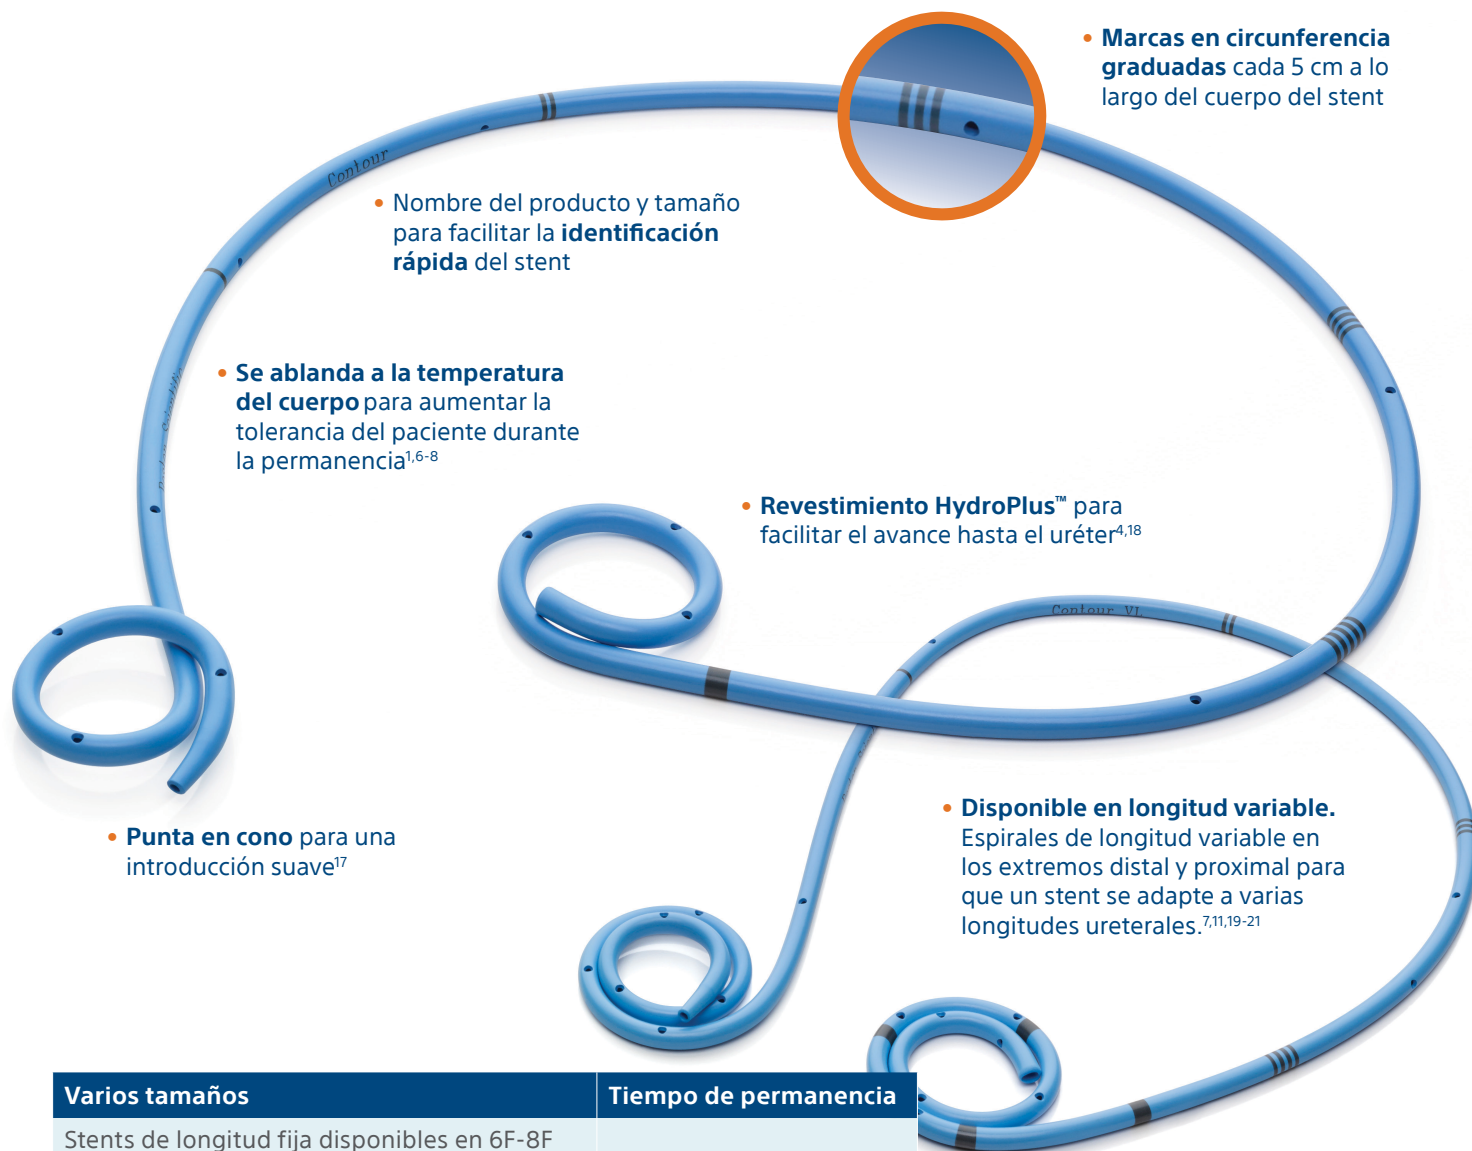 • Marcas en circunferencia
graduadas cada 5 cm a lo
largo del cuerpo del stent
Contour
• Nombre del producto y tamaño
para facilitar la identificación
rápida del stent
• Se ablanda a la temperatura
del cuerpo para aumentar la
tolerancia del paciente durante
la permanencia1,6-8
• Revestimiento HydroPlus™ para
facilitar el avance hasta el uréter4,18
Contour VL
• Punta en cono para una
introducción suave17
• Disponible en longitud variable.
Espirales de longitud variable en
los extremos distal y proximal para
que un stent se adapte a varias
longitudes ureterales.7,11,19-21
Varios tamaños Tiempo de permanencia
Stents de longitud fija disponibles en 6F-8F